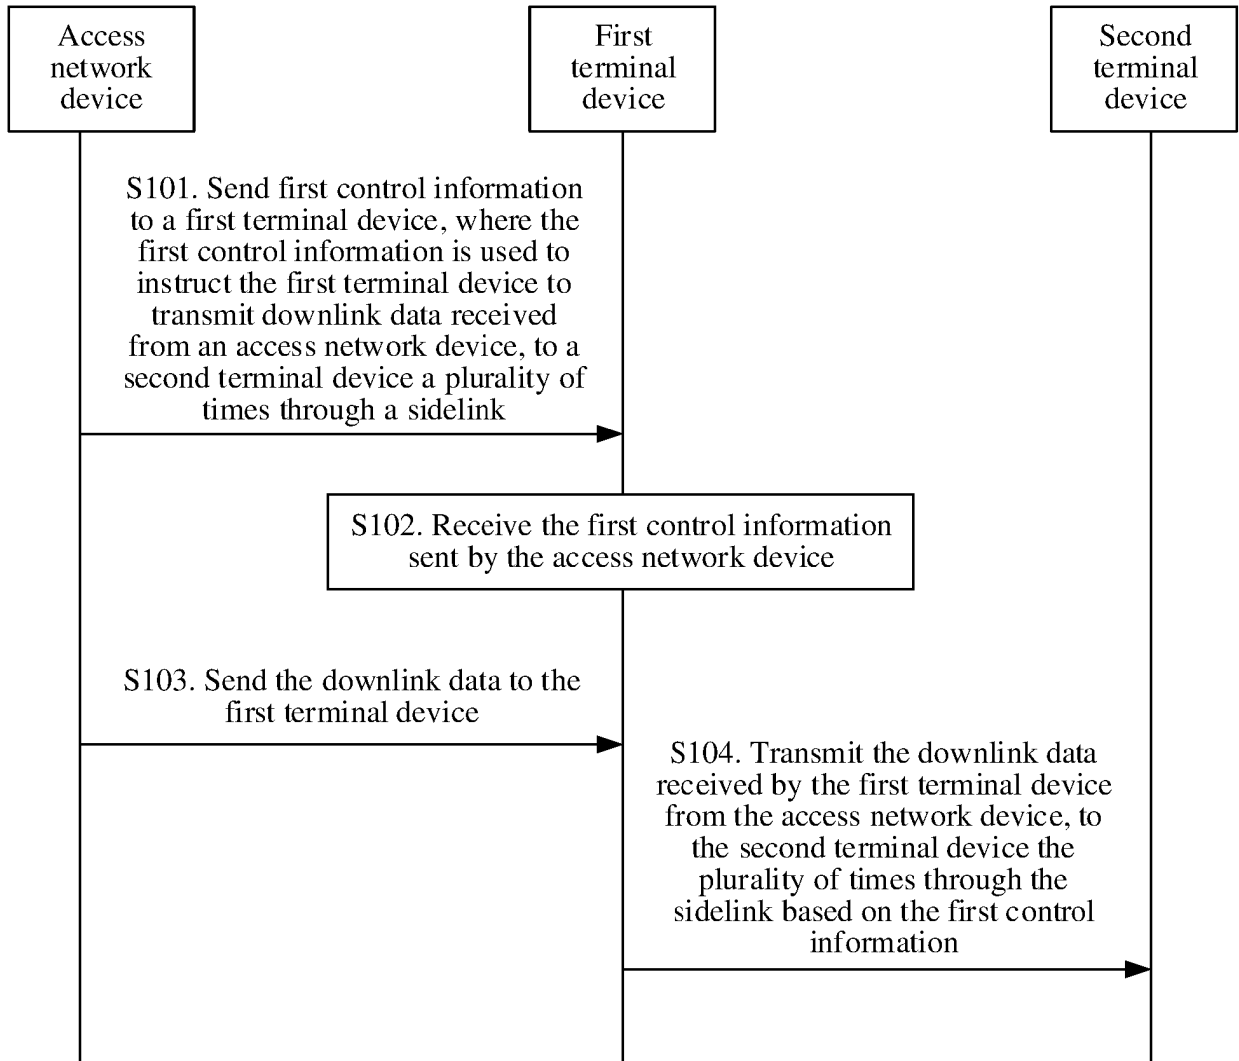 Access
network
device
First
terminal
device
Second
terminal
device
S101. Send first control information
to a first terminal device, where the
first control information is used to
instruct the first terminal device to
transmit downlink data received
from an access network device, to a
second terminal device a plurality of
times through a sidelink
S102. Receive the first control information
sent by the access network device
S103. Send the downlink data to the
first terminal device
S104. Transmit the downlink data
received by the first terminal device
from the access network device, to
the second terminal device the
plurality of times through the
sidelink based on the first control
information